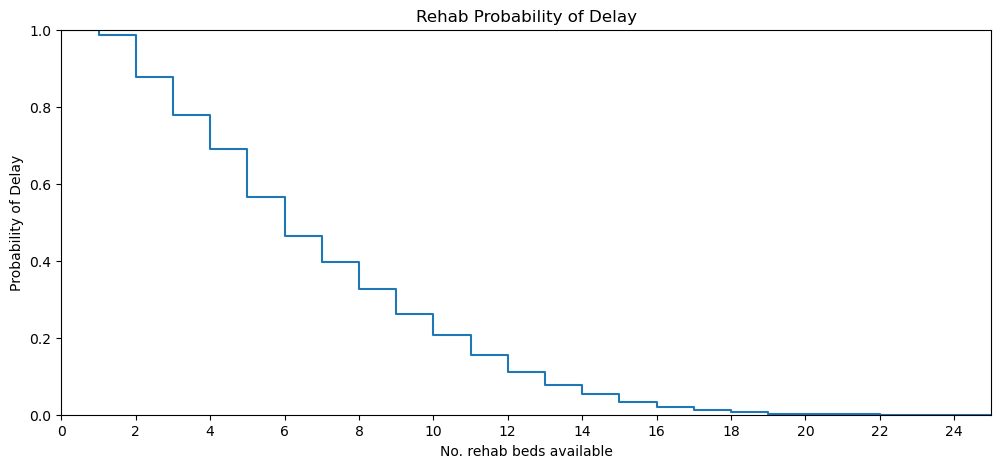 Rehab Probability of Delay
1.0
0.8
0.6
0.4
0.2
0.0
Probability of Delay
0 2 4 6 8 10 12 14 16 18 20 22 24
No. rehab beds available